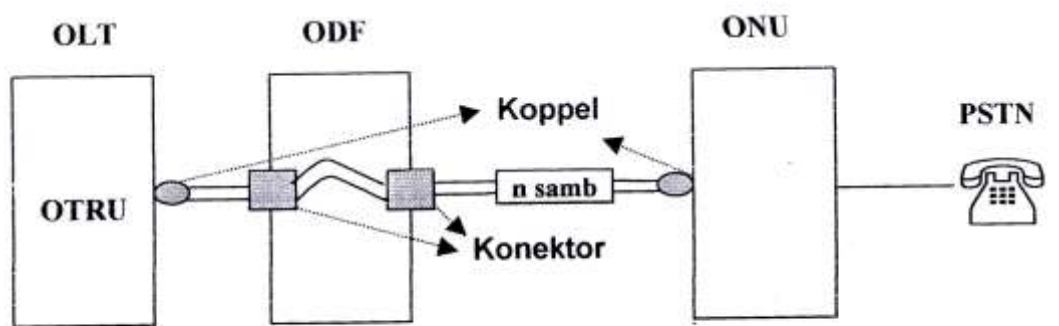 OLT
ODF
ONU
Koppel
PSTN
OTRU
n samb
Konektor